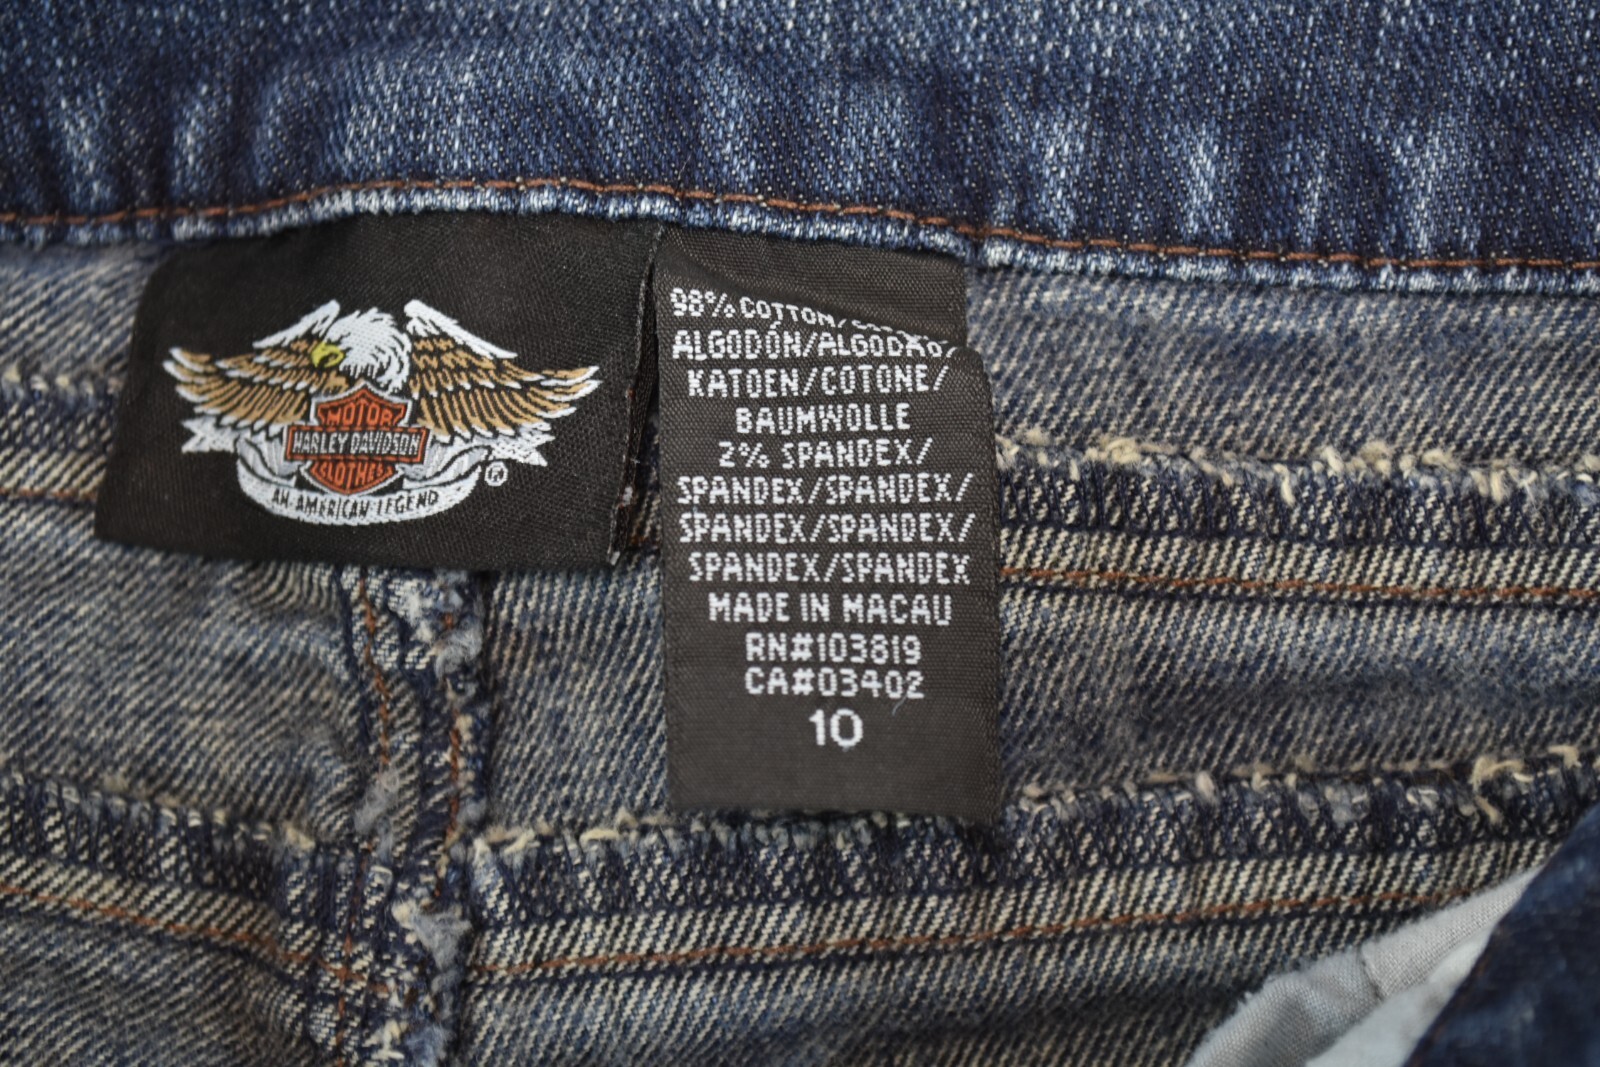 MOTOR
HARLEY-DAVIDSON
CLOTHES
AN AMERICAN LEGEND
®
98% COTTON/
ALGODÓN/ALGODÃO/
KATOEN/COTONE/
BAUMWOLLE
2% SPANDEX/
SPANDEX/SPANDEX/
SPANDEX/SPANDEX/
SPANDEX/SPANDEX
MADE IN MACAU
RN#103819
CA#03402
10